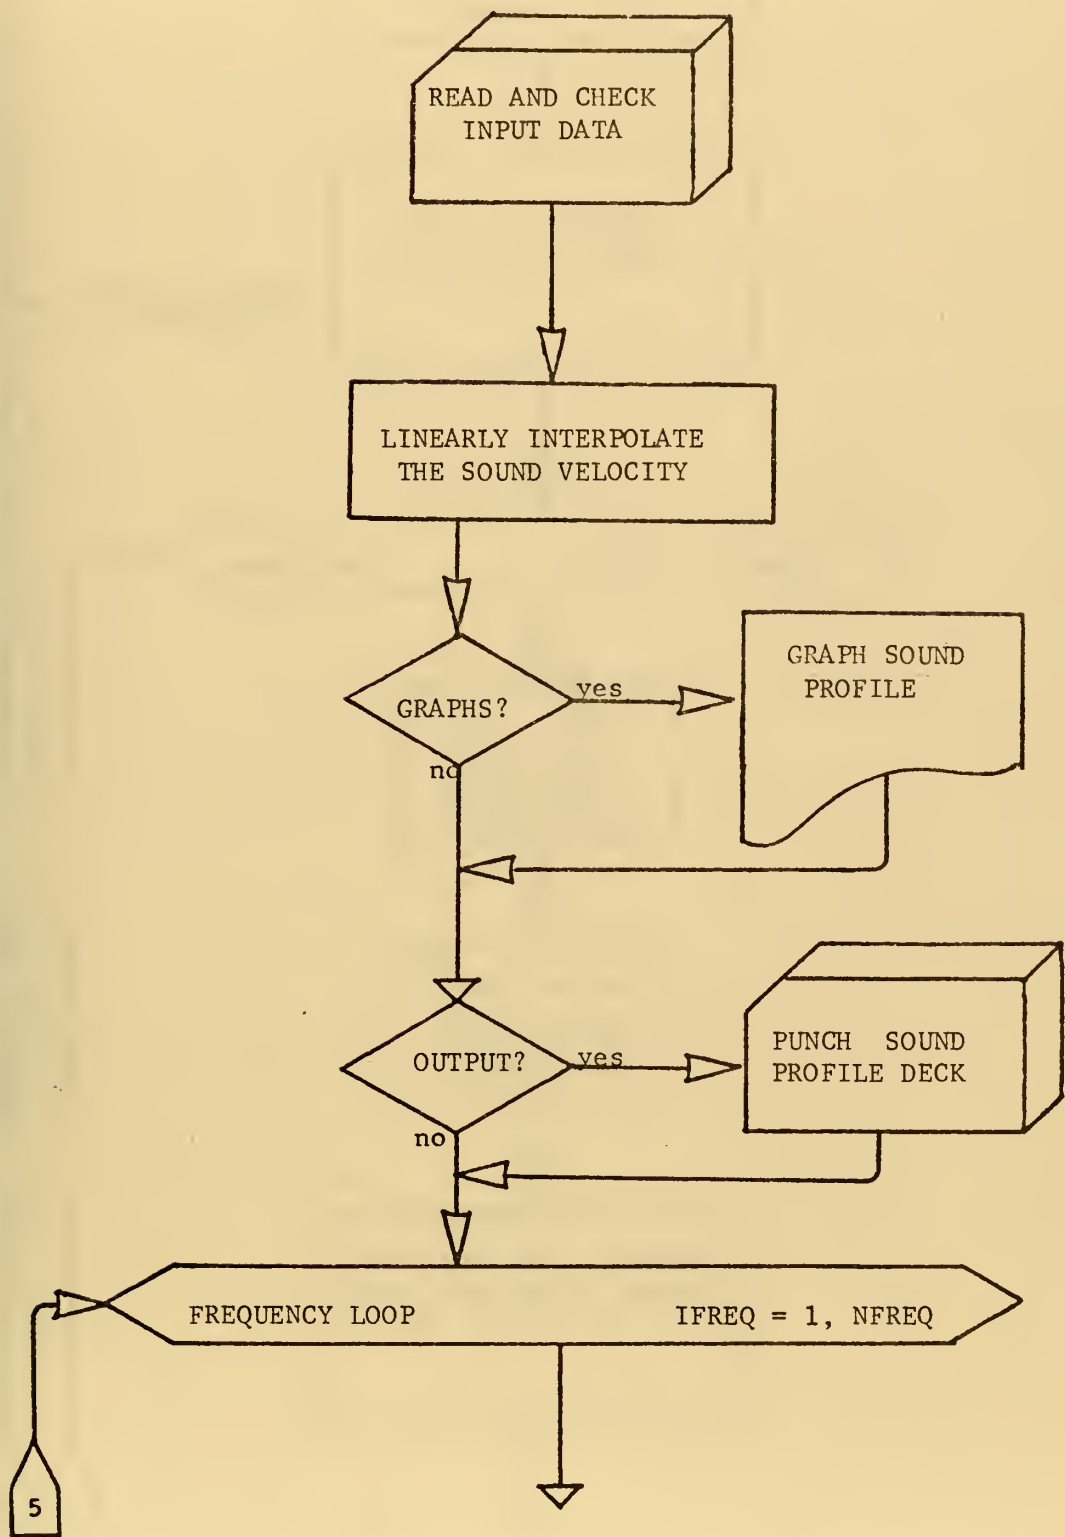 READ AND CHECK
INPUT DATA
LINEARLY INTERPOLATE
THE SOUND VELOCITY
GRAPHS?
yes
GRAPH SOUND
PROFILE
no
OUTPUT?
yes
PUNCH SOUND
PROFILE DECK
no
FREQUENCY LOOP IFREQ = 1, NFREQ
5